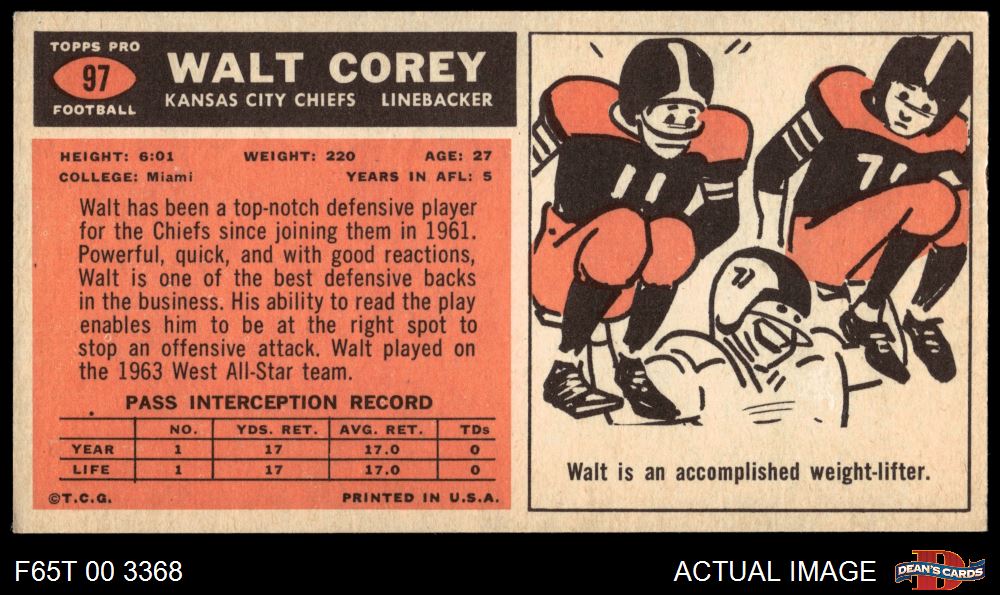 TOPPS PRO
97
FOOTBALL
WALT COREY
KANSAS CITY CHIEFS LINEBACKER
HEIGHT: 6:01 WEIGHT: 220 AGE: 27
COLLEGE: Miami YEARS IN AFL: 5
Walt has been a top-notch defensive player
for the Chiefs since joining them in 1961.
Powerful, quick, and with good reactions,
Walt is one of the best defensive backs
in the business. His ability to read the play
enables him to be at the right spot to
stop an offensive attack. Walt played on
the 1963 West All-Star team.
PASS INTERCEPTION RECORD
NO. YDS. RET. AVG. RET. TDs
YEAR 1 17 17.0 0
LIFE 1 17 17.0 0
©T.C.G. PRINTED IN U.S.A.
11
71
Walt is an accomplished weight-lifter.
F65T 00 3368
ACTUAL IMAGE
DEAN'S CARDS